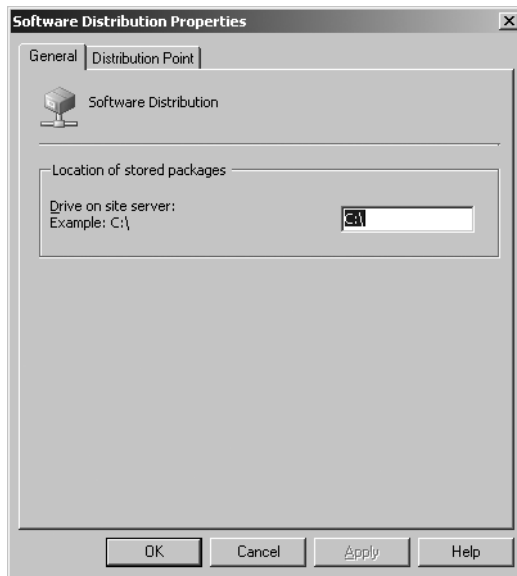 Software Distribution Properties
General
Distribution Point
Software Distribution
Location of stored packages
Drive on site server:
Example: C:\
C:\
OK
Cancel
Apply
Help